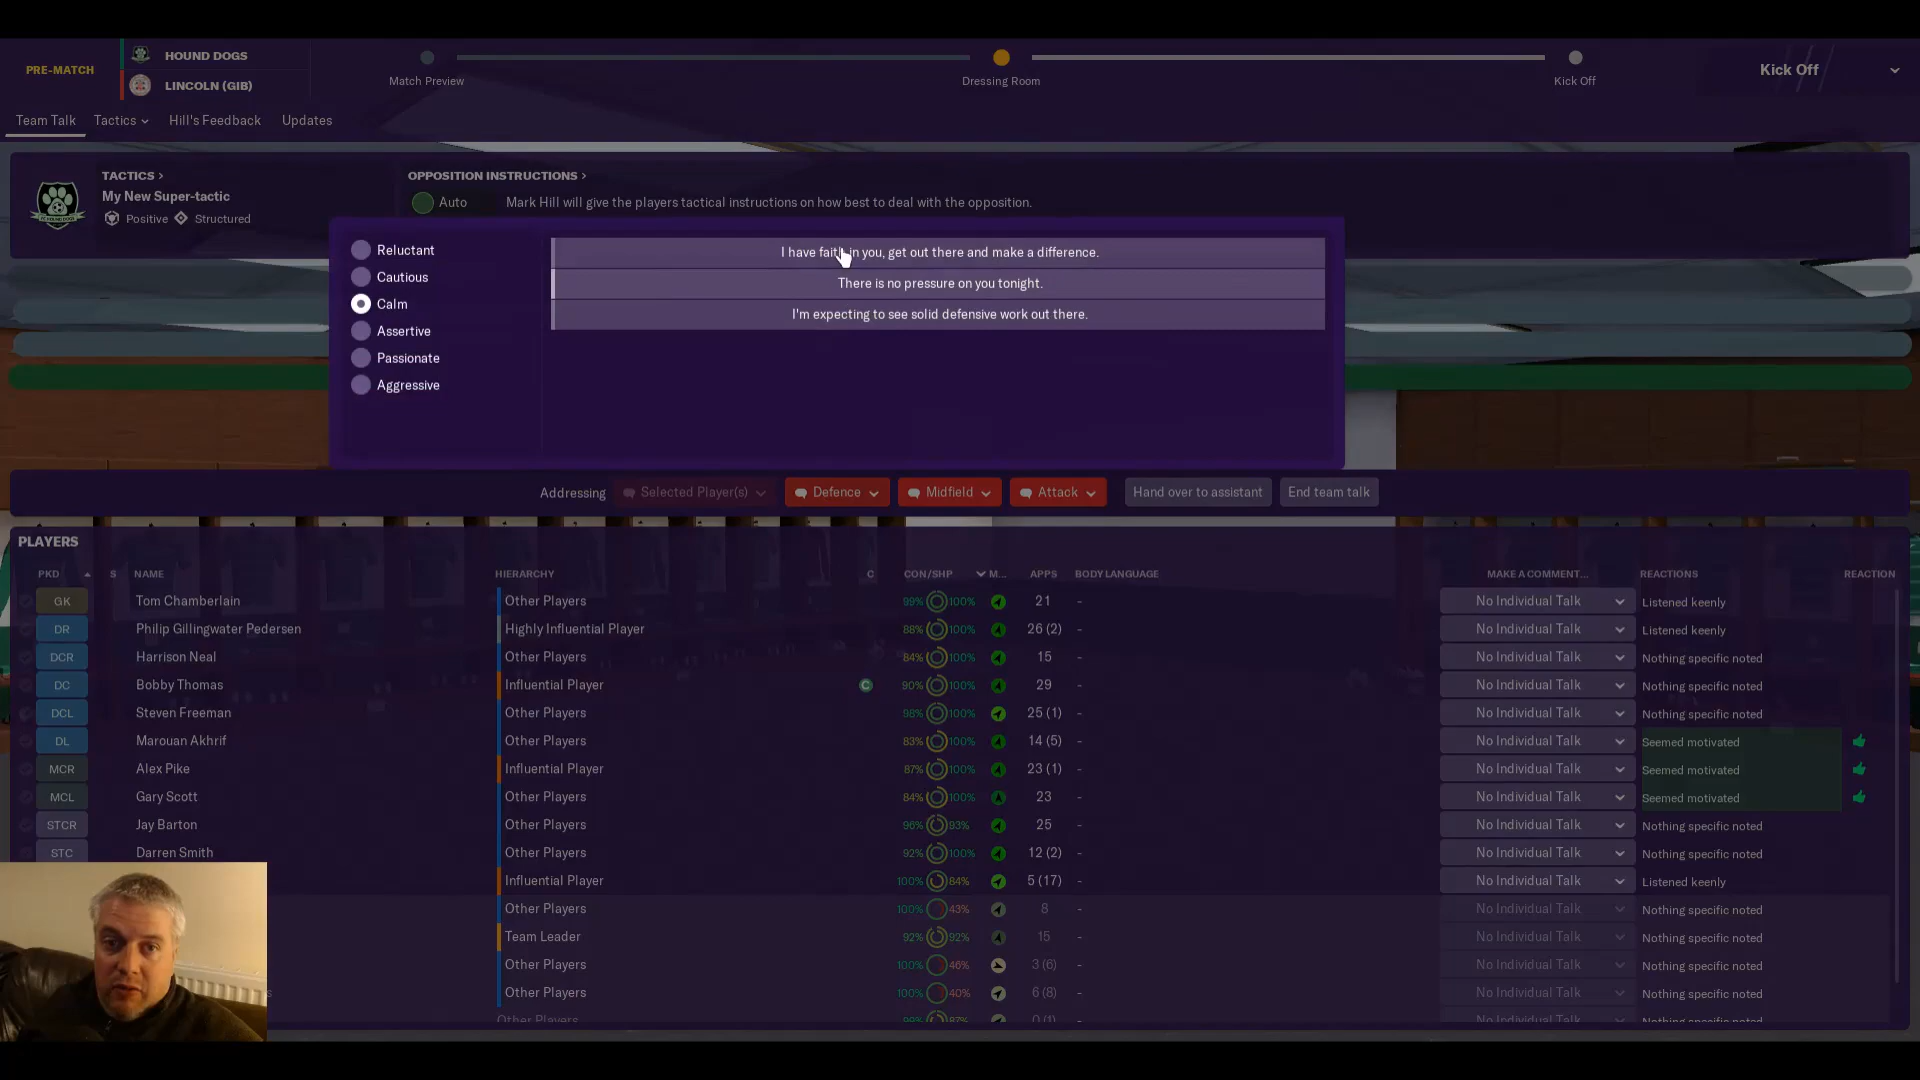 PRE-MATCH
HOUND DOGS
LINCOLN (GIB)
Match Preview
Dressing Room
Kick Off
Kick Off
Team Talk
Tactics
Hill's Feedback
Updates
TACTICS >
My New Super-tactic
Positive
Structured
OPPOSITION INSTRUCTIONS >
Auto
Mark Hill will give the players tactical instructions on how best to deal with the opposition.
Reluctant
Cautious
Calm
Assertive
Passionate
Aggressive
I have faith in you, get out there and make a difference.
There is no pressure on you tonight.
I'm expecting to see solid defensive work out there.
Addressing
Selected Player(s)
Defence
Midfield
Attack
Hand over to assistant
End team talk
PLAYERS
PKD S NAME HIERARCHY C CON/SHP M... APPS BODY LANGUAGE MAKE A COMMENT... REACTIONS REACTION
GK Tom Chamberlain Other Players 99% 100% 21 - No Individual Talk Listened keenly
DR Philip Gillingwater Pedersen Highly Influential Player 88% 100% 26 (2) - No Individual Talk Listened keenly
DCR Harrison Neal Other Players 84% 100% 15 - No Individual Talk Nothing specific noted
DC Bobby Thomas Influential Player C 90% 100% 29 - No Individual Talk Nothing specific noted
DCL Steven Freeman Other Players 98% 100% 25 (1) - No Individual Talk Nothing specific noted
DL Marouan Akhrif Other Players 83% 100% 14 (5) - No Individual Talk Seemed motivated
MCR Alex Pike Influential Player 87% 100% 23 (1) - No Individual Talk Seemed motivated
MCL Gary Scott Other Players 84% 100% 23 - No Individual Talk Seemed motivated
STCR Jay Barton Other Players 96% 93% 25 - No Individual Talk Nothing specific noted
STC Darren Smith Other Players 92% 100% 12 (2) - No Individual Talk Nothing specific noted
Influential Player 100% 84% 5 (17) - No Individual Talk Listened keenly
Other Players 100% 43% 8 - No Individual Talk Nothing specific noted
Team Leader 92% 92% 15 - No Individual Talk Nothing specific noted
Other Players 100% 46% 3 (6) - No Individual Talk Nothing specific noted
Other Players 100% 40% 6 (8) - No Individual Talk Nothing specific noted
Other Players 0 (1) - No Individual Talk Nothing specific noted